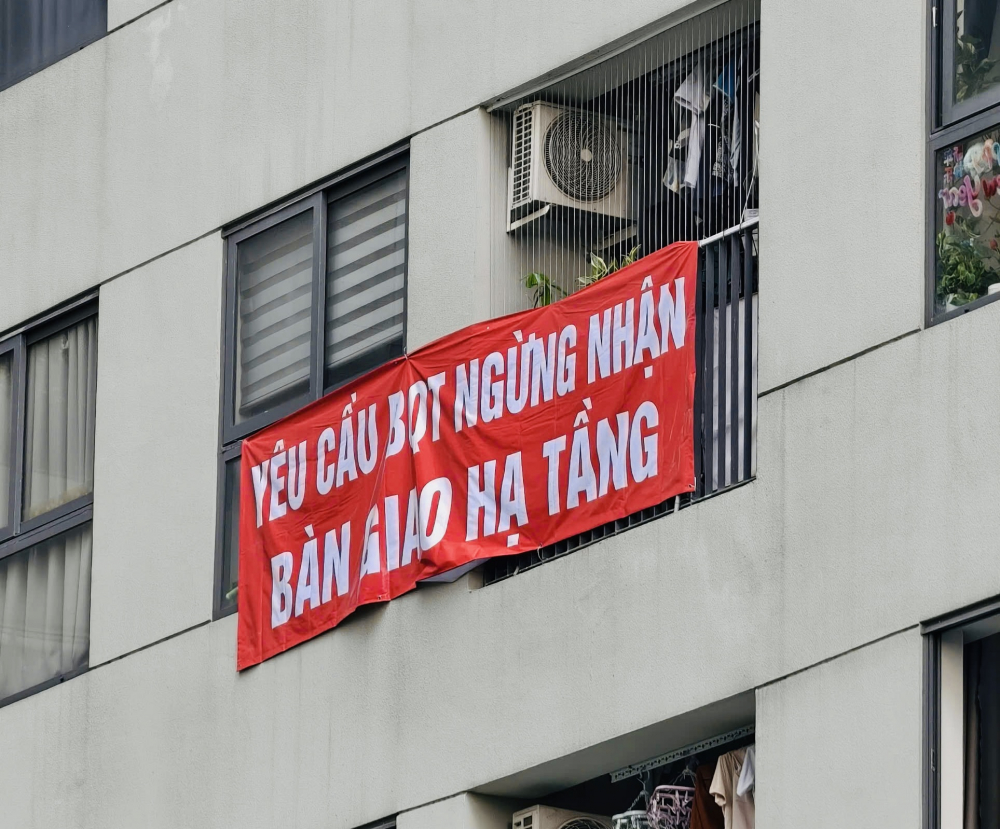 YÊU CẦU BQT NGỪNG NHẬN
BÀN GIAO HẠ TẦNG